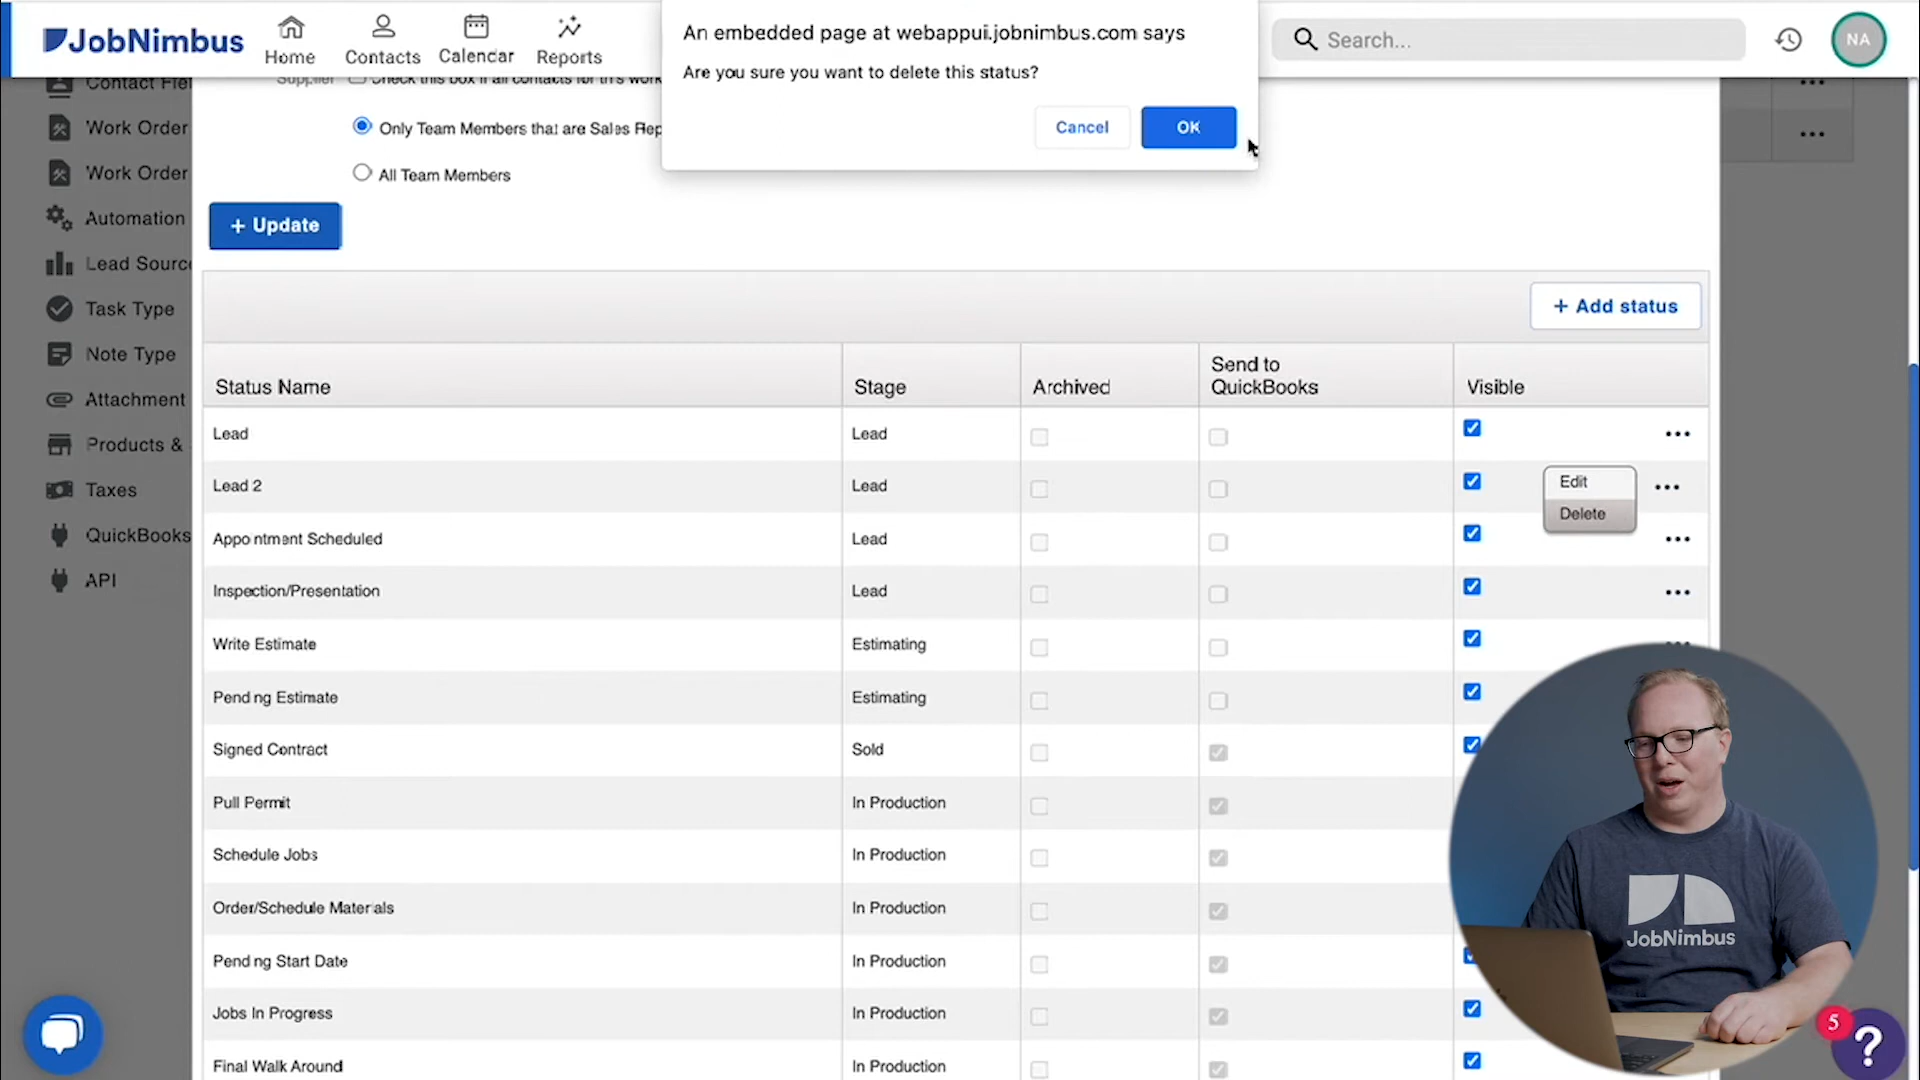 JobNimbus
Home
Contacts
Calendar
Reports
An embedded page at webappui.jobnimbus.com says
Are you sure you want to delete this status?
Cancel
OK
Search...
NA
Contact Fiel
Supplier
Check this box if all contacts for this work
Work Order
Only Team Members that are Sales Rep
Work Order
All Team Members
Automation
+ Update
Lead Source
Task Type
+ Add status
Note Type
Attachment
Products &
Taxes
QuickBooks
API
Status Name
Stage
Archived
Send to
QuickBooks
Visible
Lead
Lead
Lead 2
Lead
Edit
Delete
Appointment Scheduled
Lead
Inspection/Presentation
Lead
Write Estimate
Estimating
Pending Estimate
Estimating
Signed Contract
Sold
Pull Permit
In Production
Schedule Jobs
In Production
Order/Schedule Materials
In Production
Pending Start Date
In Production
Jobs In Progress
In Production
Final Walk Around
In Production
JobNimbus
5
?